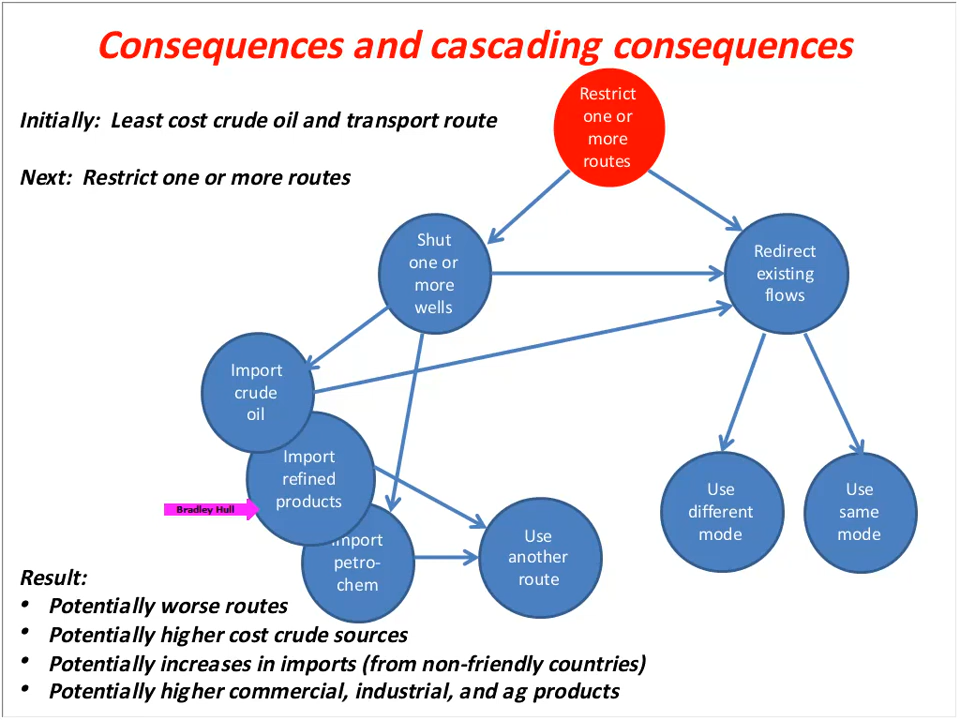 Consequences and cascading consequences
Initially: Least cost crude oil and transport route
Next: Restrict one or more routes
Restrict
one or
more
routes
Shut
one or
more
wells
Redirect
existing
flows
Import
crude
oil
Import
refined
products
Bradley Hull
Import
petro-
chem
Use
another
route
Use
different
mode
Use
same
mode
Result:
• Potentially worse routes
• Potentially higher cost crude sources
• Potentially increases in imports (from non-friendly countries)
• Potentially higher commercial, industrial, and ag products